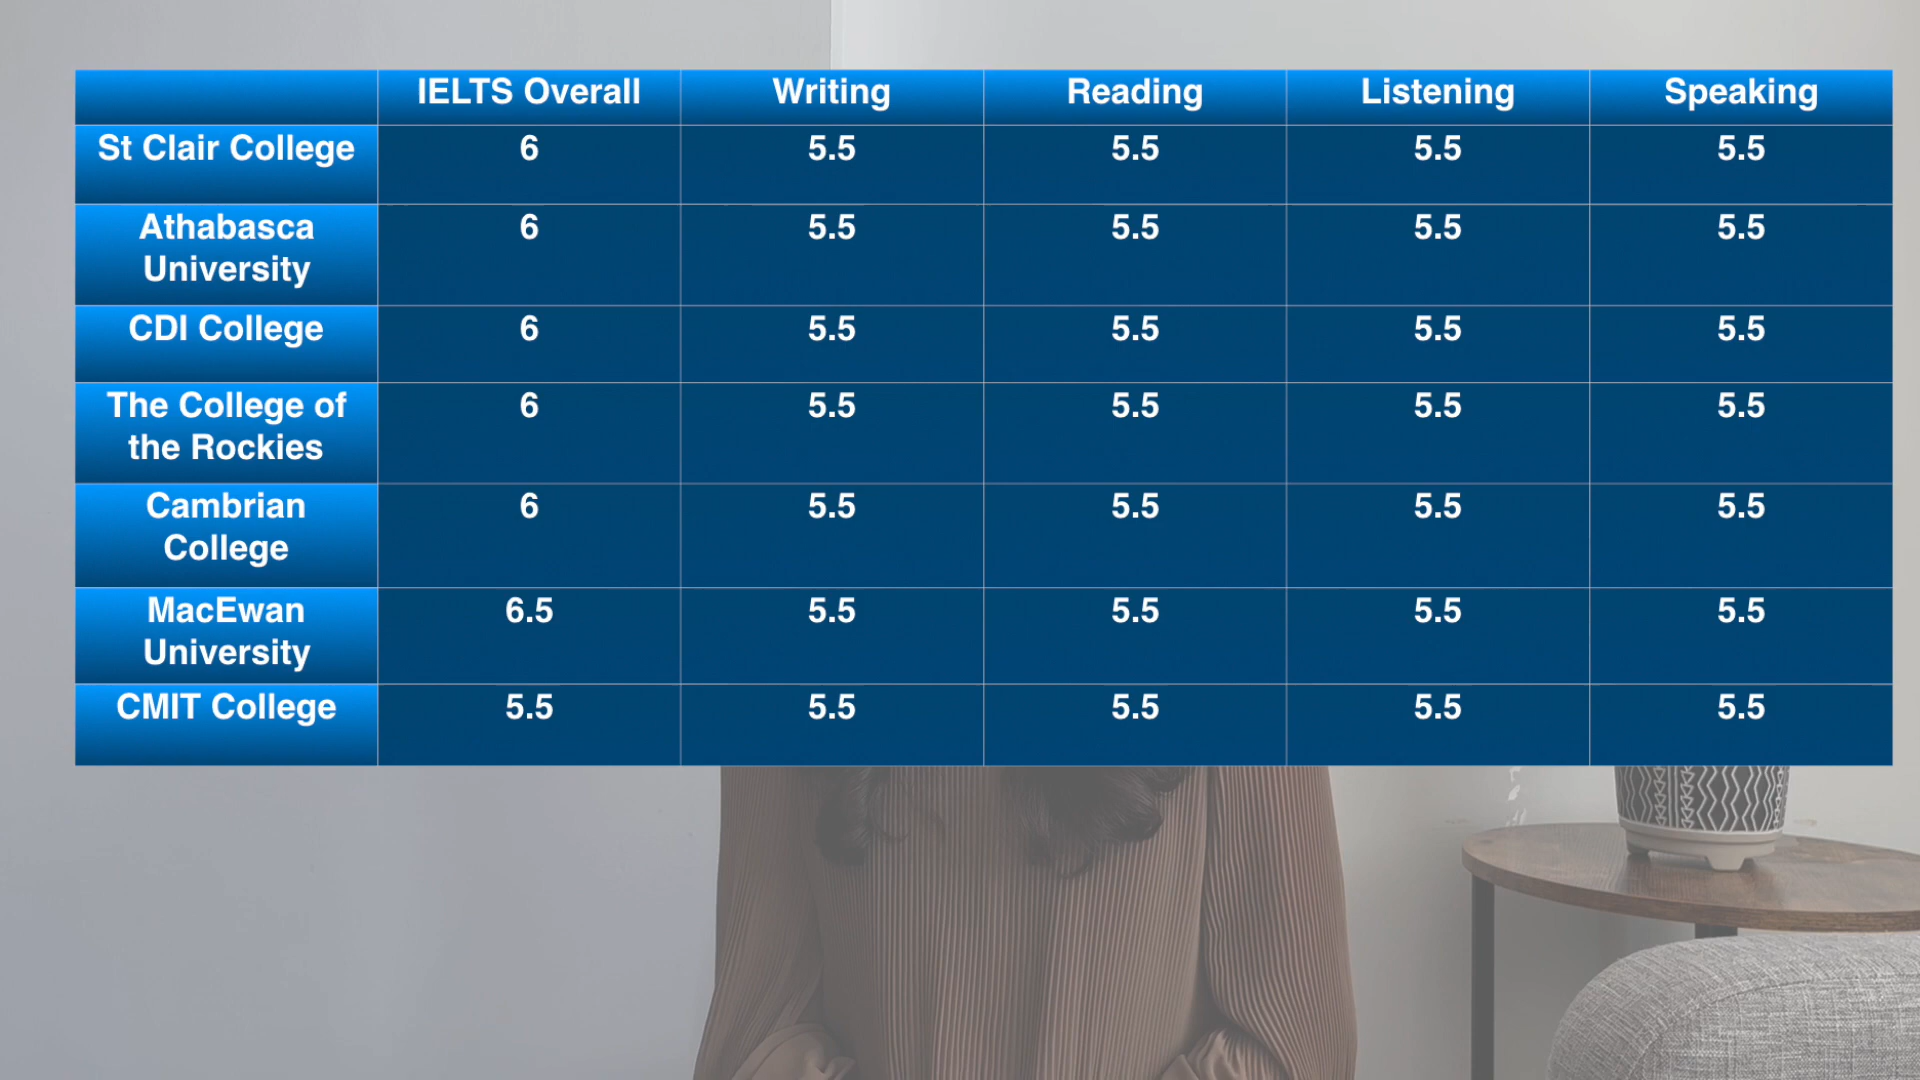 IELTS Overall Writing Reading Listening Speaking
St Clair College 6 5.5 5.5 5.5 5.5
Athabasca 6 5.5 5.5 5.5 5.5
University
CDI College 6 5.5 5.5 5.5 5.5
The College of 6 5.5 5.5 5.5 5.5
the Rockies
Cambrian 6 5.5 5.5 5.5 5.5
College
MacEwan 6.5 5.5 5.5 5.5 5.5
University
CMIT College 5.5 5.5 5.5 5.5 5.5